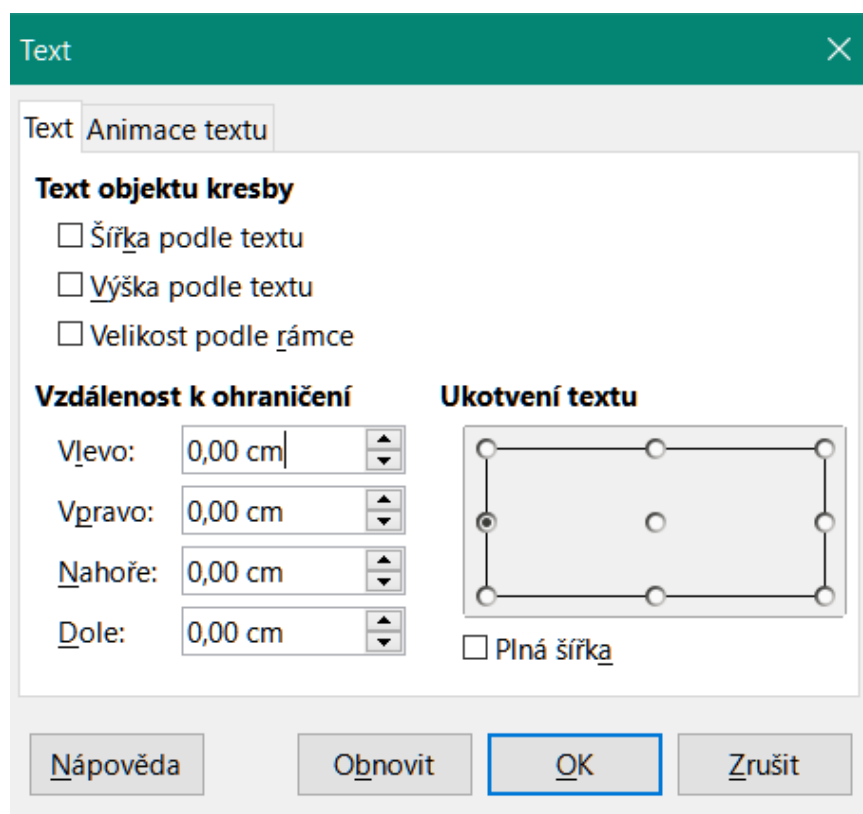 Text
Text Animace textu
Text objektu kresby
Šířka podle textu
Výška podle textu
Velikost podle rámce
Vzdálenost k ohraničení
Vlevo: 0,00 cm
Vpravo: 0,00 cm
Nahoře: 0,00 cm
Dole: 0,00 cm
Ukotvení textu
Plná šířka
Nápověda Obnovit OK Zrušit